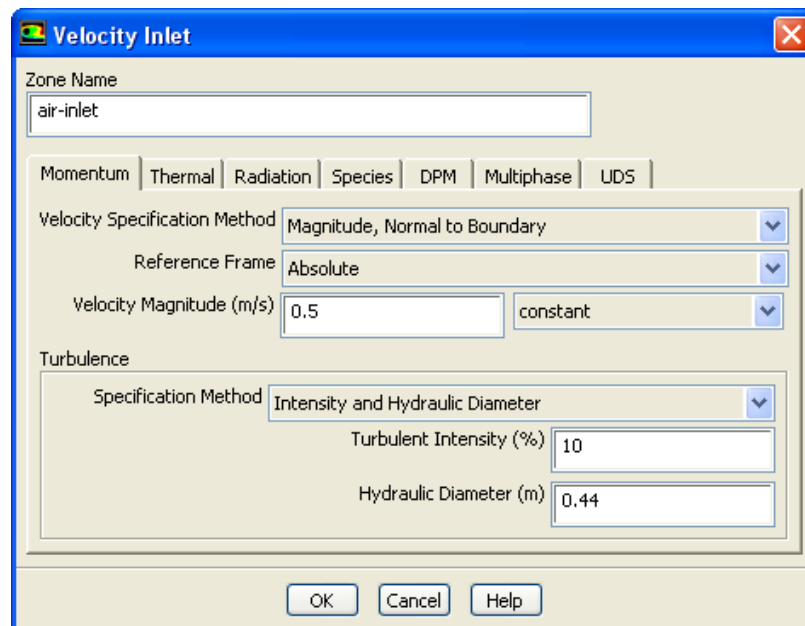 Velocity Inlet
Zone Name
air-inlet
Momentum Thermal Radiation Species DPM Multiphase UDS
Velocity Specification Method Magnitude, Normal to Boundary
Reference Frame Absolute
Velocity Magnitude (m/s) 0.5 constant
Turbulence
Specification Method Intensity and Hydraulic Diameter
Turbulent Intensity (%) 10
Hydraulic Diameter (m) 0.44
OK Cancel Help